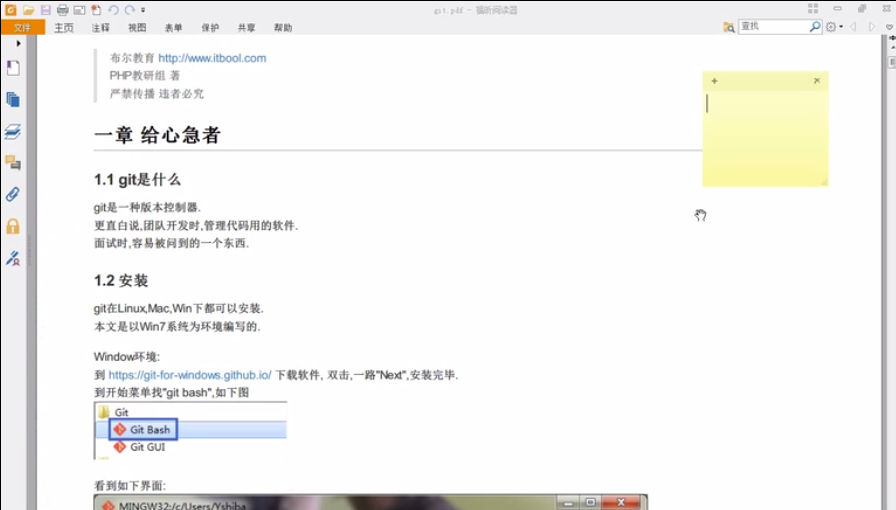 git.pdf - 福昕阅读器
文件 主页 注释 视图 表单 保护 共享 帮助
查找
布尔教育 http://www.itbool.com
PHP教研组 著
严禁传播 违者必究
一章 给心急者
1.1 git是什么
git是一种版本控制器.
更直白说,团队开发时,管理代码用的软件.
面试时,容易被问到的一个东西.
1.2 安装
git在Linux,Mac,Win下都可以安装.
本文是以Win7系统为环境编写的.
Window环境:
到 https://git-for-windows.github.io/ 下载软件, 双击,一路"Next",安装完毕.
到开始菜单找"git bash",如下图
Git
Git Bash
Git GUI
看到如下界面:
MINGW32:/c/Users/Yshiba